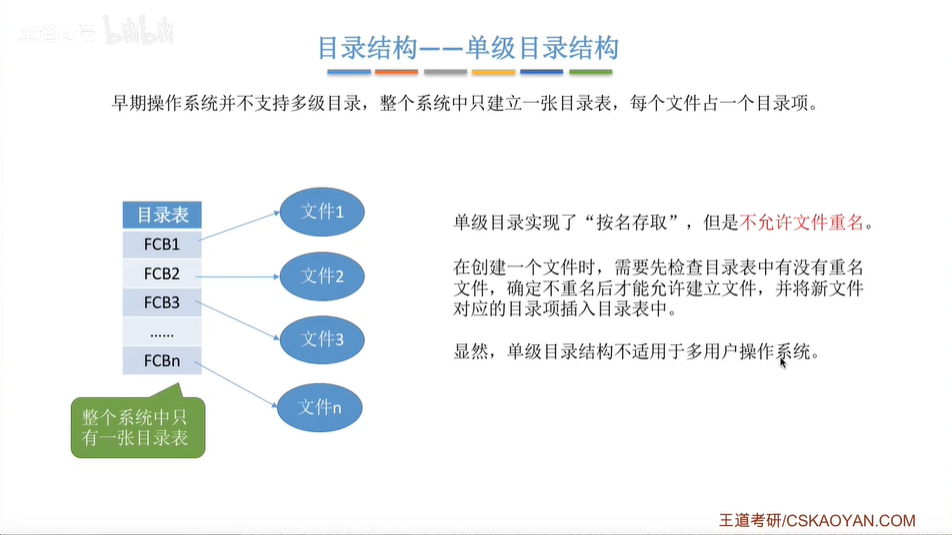 bilibili
目录结构——单级目录结构
早期操作系统并不支持多级目录，整个系统中只建立一张目录表，每个文件占一个目录项。
目录表
FCB1
FCB2
FCB3
……
FCBn
文件1
文件2
文件3
文件n
整个系统中只
有一张目录表
单级目录实现了“按名存取”，但是不允许文件重名。
在创建一个文件时，需要先检查目录表中有没有重名
文件，确定不重名后才能允许建立文件，并将新文件
对应的目录项插入目录表中。
显然，单级目录结构不适用于多用户操作系统。
王道考研/CSKAOYAN.COM